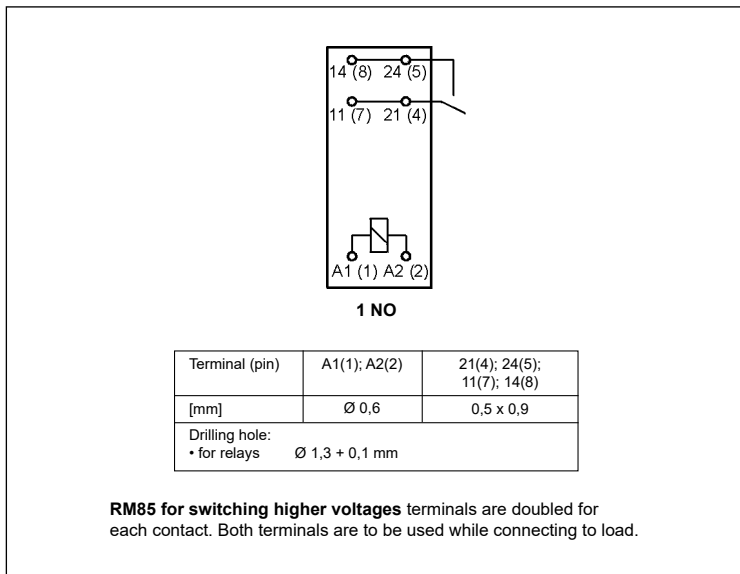 14 (8) 24 (5)
11 (7) 21 (4)
A1 (1) A2 (2)
1 NO
Terminal (pin) A1(1); A2(2) 21(4); 24(5);
11(7); 14(8)
[mm] Ø 0,6 0,5 x 0,9
Drilling hole:
• for relays Ø 1,3 + 0,1 mm
RM85 for switching higher voltages terminals are doubled for
each contact. Both terminals are to be used while connecting to load.